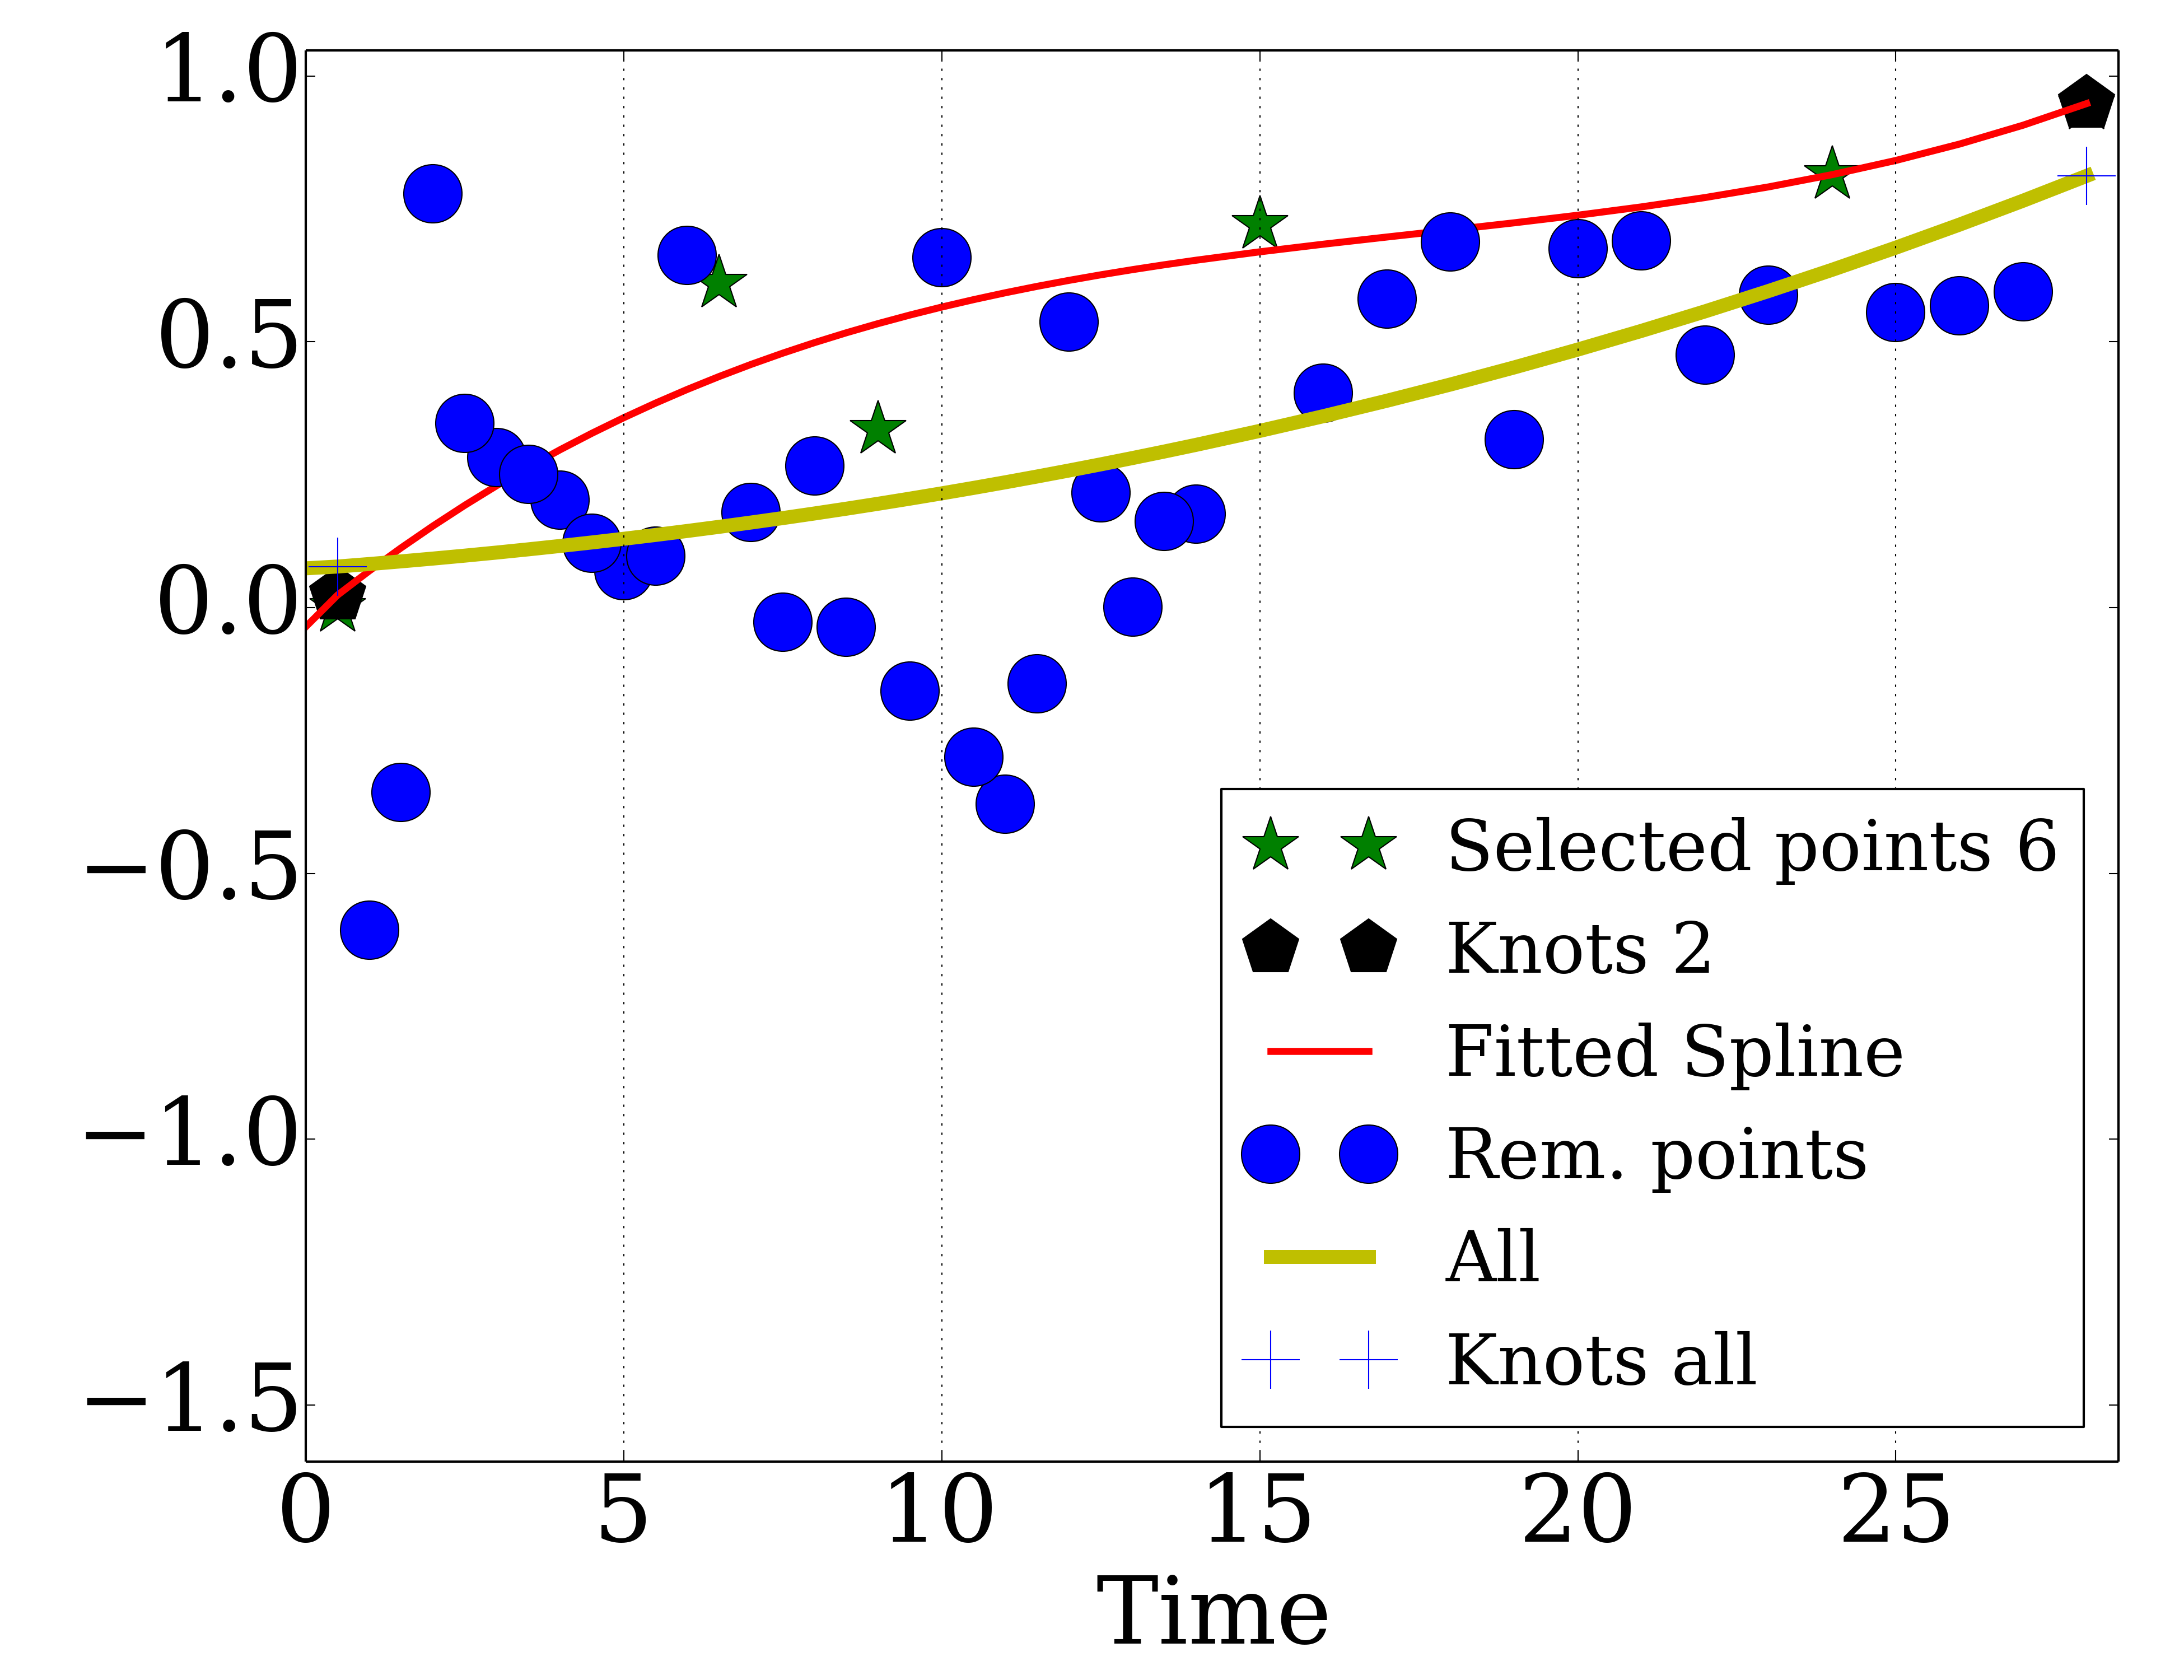 1.0
0.5
0.0
−0.5
−1.0
−1.5
0 5 10 15 20 25
Time
Selected points 6
Knots 2
Fitted Spline
Rem. points
All
Knots all